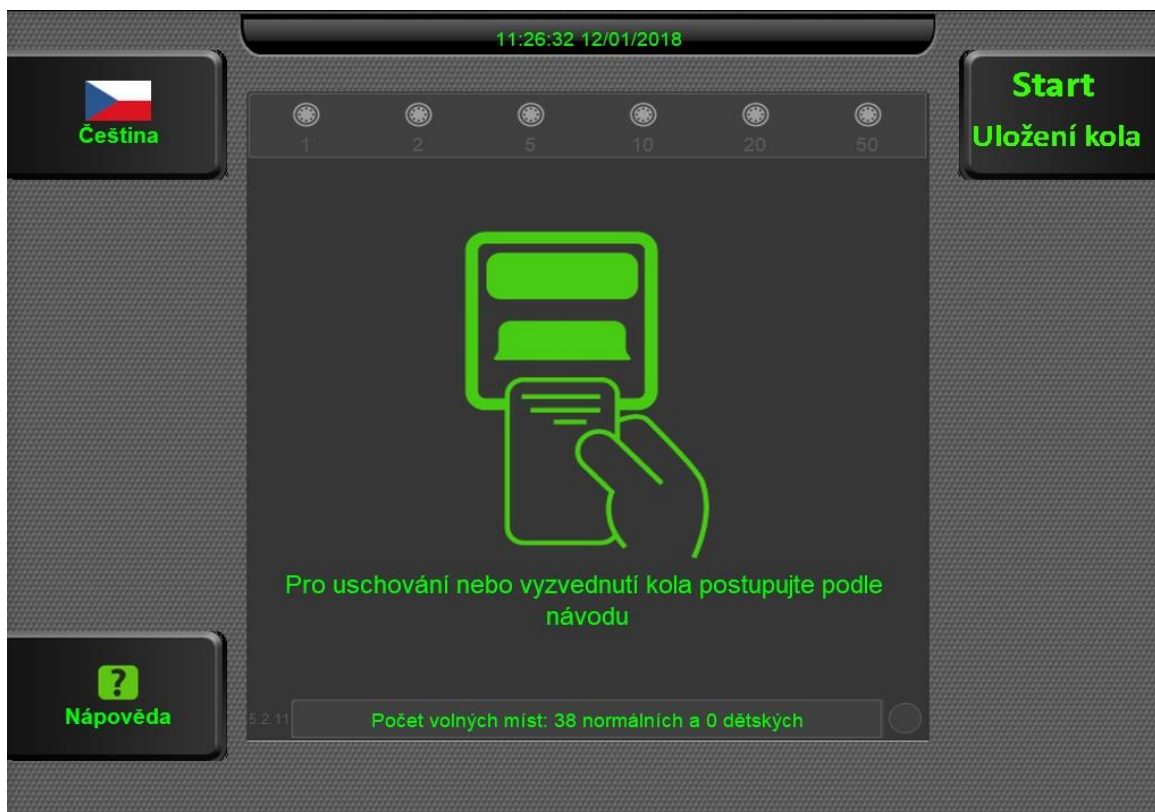 11:26:32 12/01/2018
Čeština
Start
Uložení kola
1 2 5 10 20 50
Pro uschování nebo vyzvednutí kola postupujte podle
návodu
?
Nápověda
5.2.11
Počet volných míst: 38 normálních a 0 dětských